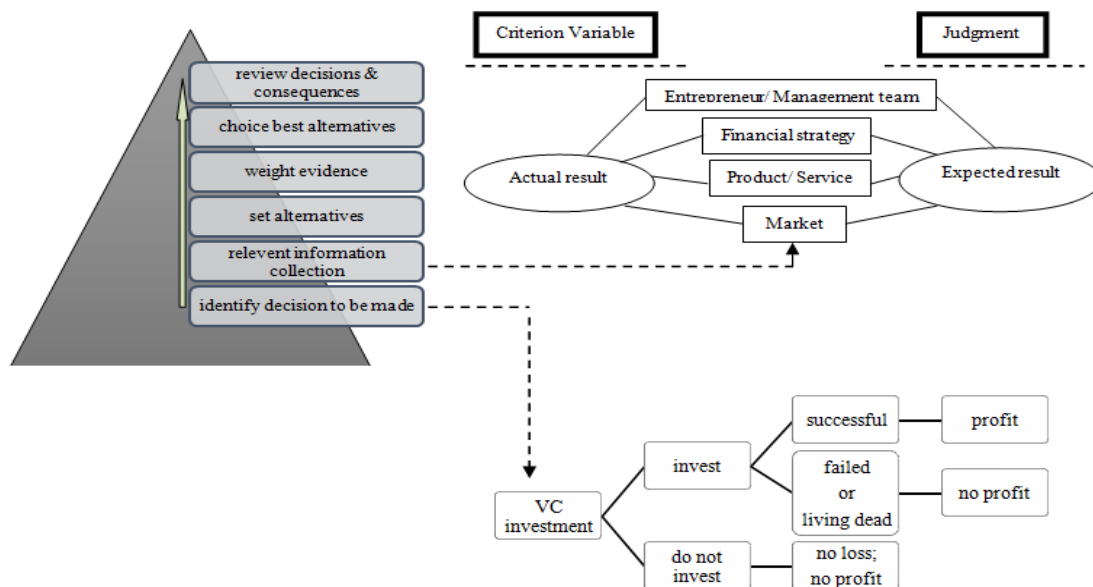 Criterion Variable
Judgment
review decisions &
consequences
choice best alternatives
weight evidence
set alternatives
relevent information
collection
identify decision to be made
Entrepreneur/ Management team
Financial strategy
Product/ Service
Market
Actual result
Expected result
VC
investment
invest
do not
invest
successful
failed
or
living dead
no loss;
no profit
profit
no profit